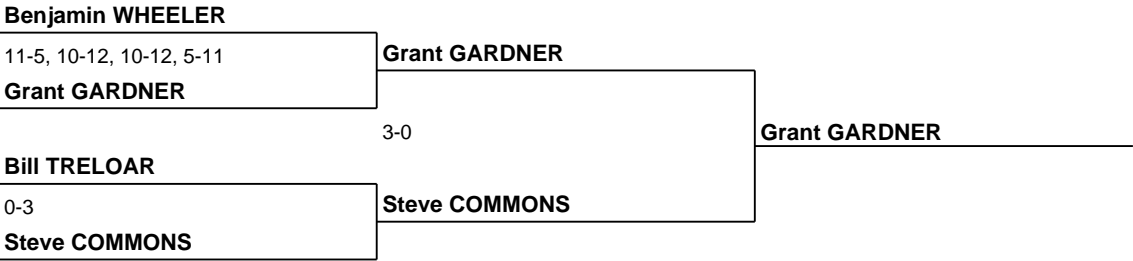 Benjamin WHEELER
11-5, 10-12, 10-12, 5-11
Grant GARDNER
Grant GARDNER
3-0
Grant GARDNER
Bill TRELOAR
0-3
Steve COMMONS
Steve COMMONS